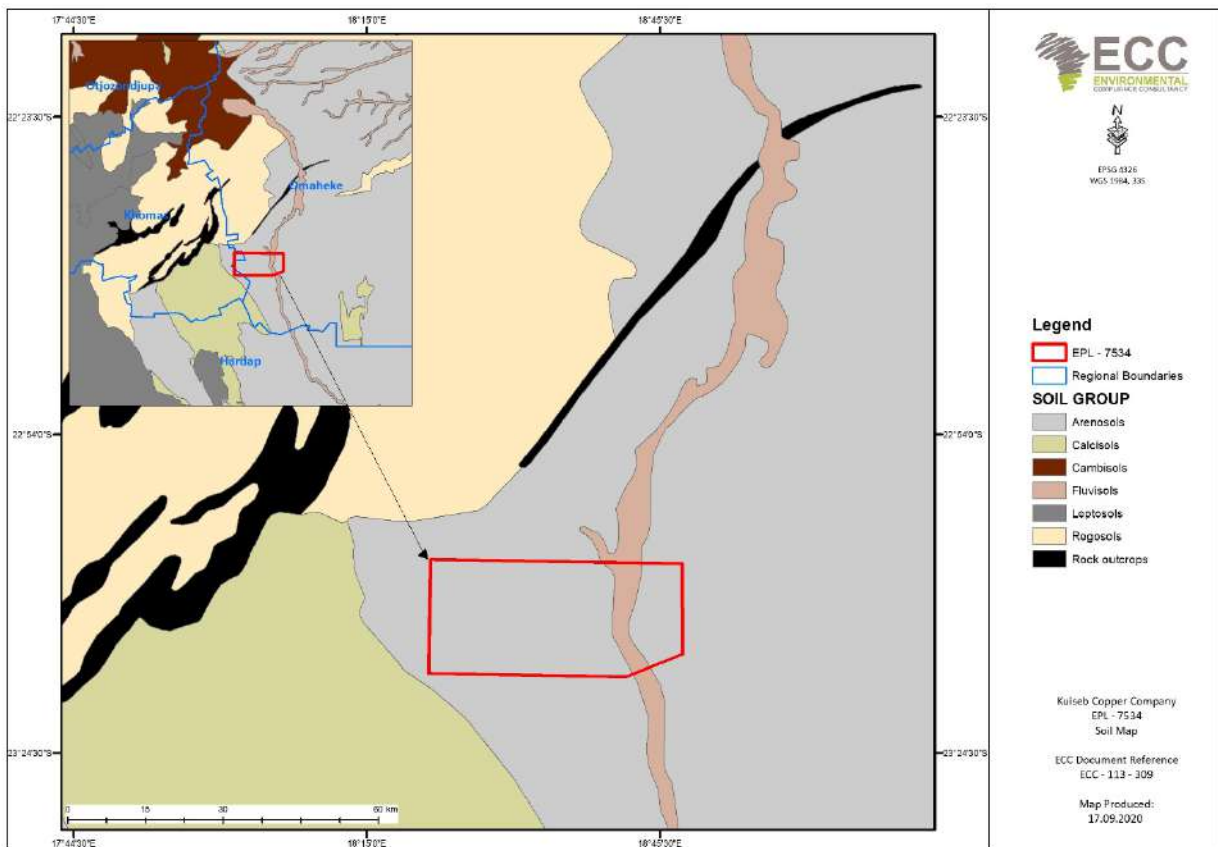 17°44'30"E
18°15'0"E
18°45'30"E
22°23'30"S
22°23'30"S
22°54'0"S
22°54'0"S
23°24'30"S
23°24'30"S
17°44'30"E
18°15'0"E
18°45'30"E
Otjozondjupa
Omaheke
Khomas
Hardap
0 15 30 60 km
ECC
ENVIRONMENTAL
COMPLIANCE CONSULTANCY
N
EPSG 4326
WGS 1984, 33S
Legend
EPL - 7534
Regional Boundaries
SOIL GROUP
Arenosols
Calcisols
Cambisols
Fluvisols
Leptosols
Regosols
Rock outcrops
Kuiseb Copper Company
EPL - 7534
Soil Map
ECC Document Reference
ECC - 113 - 309
Map Produced:
17.09.2020